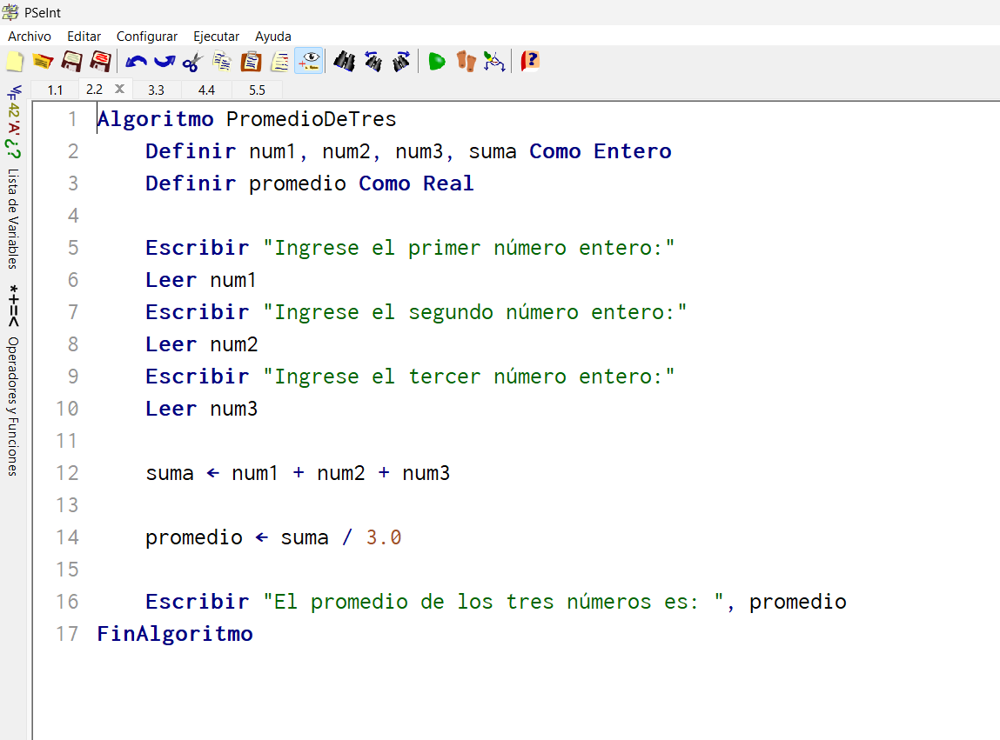 PSeInt
Archivo Editar Configurar Ejecutar Ayuda
1.1 2.2 X 3.3 4.4 5.5
VF 42 'A' ¿? Lista de Variables
*+=< Operadores y Funciones
1 Algoritmo PromedioDeTres
2 Definir num1, num2, num3, suma Como Entero
3 Definir promedio Como Real
4
5 Escribir "Ingrese el primer número entero:"
6 Leer num1
7 Escribir "Ingrese el segundo número entero:"
8 Leer num2
9 Escribir "Ingrese el tercer número entero:"
10 Leer num3
11
12 suma ← num1 + num2 + num3
13
14 promedio ← suma / 3.0
15
16 Escribir "El promedio de los tres números es: ", promedio
17 FinAlgoritmo